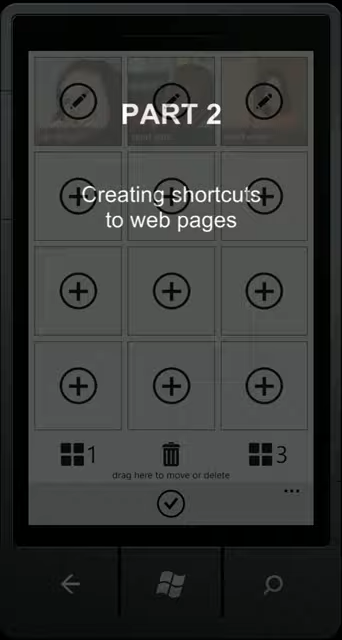 PART 2
Creating shortcuts
to web pages
1
3
drag here to move or delete